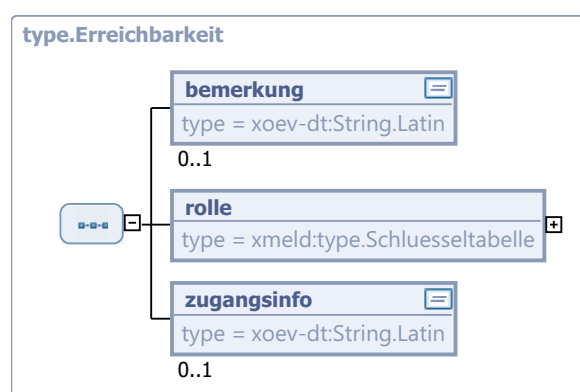 type.Erreichbarkeit
bemerkung
type = xoev-dt:String.Latin
0..1
rolle
type = xmeld:type.Schluesseltabelle
zugangsinfo
type = xoev-dt:String.Latin
0..1